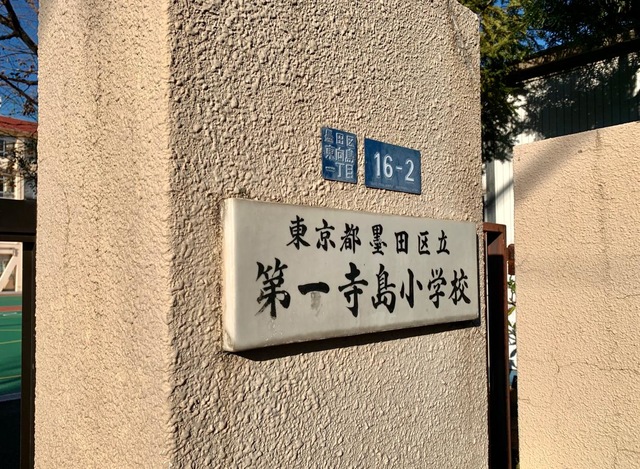 墨田区
東向島
一丁目
16-2
東京都墨田区立
第一寺島小学校